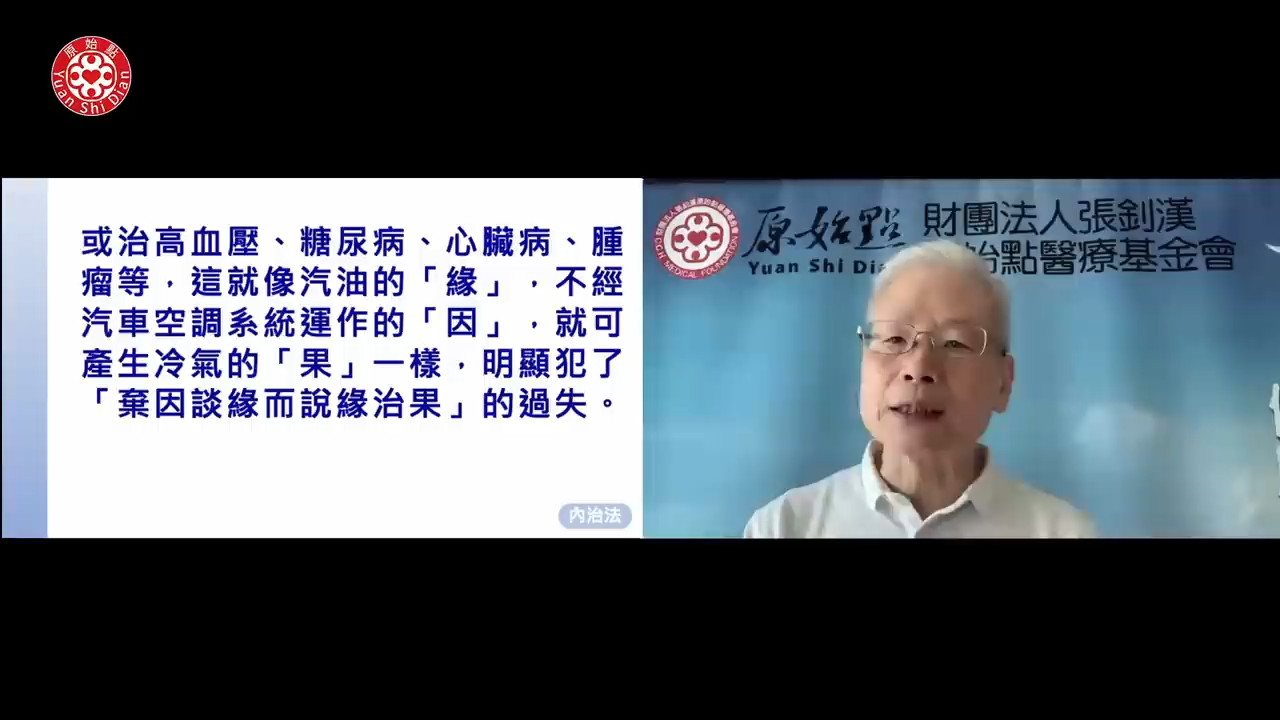 原始點
Yuan Shi Dian
或治高血壓、糖尿病、心臟病、腫
瘤等，這就像汽油的「緣」，不經
汽車空調系統運作的「因」，就可
產生冷氣的「果」一樣，明顯犯了
「棄因談緣而說緣治果」的過失。
內治法
原始點
Yuan Shi Dia
財團法人張釗漢
始點醫療基金會